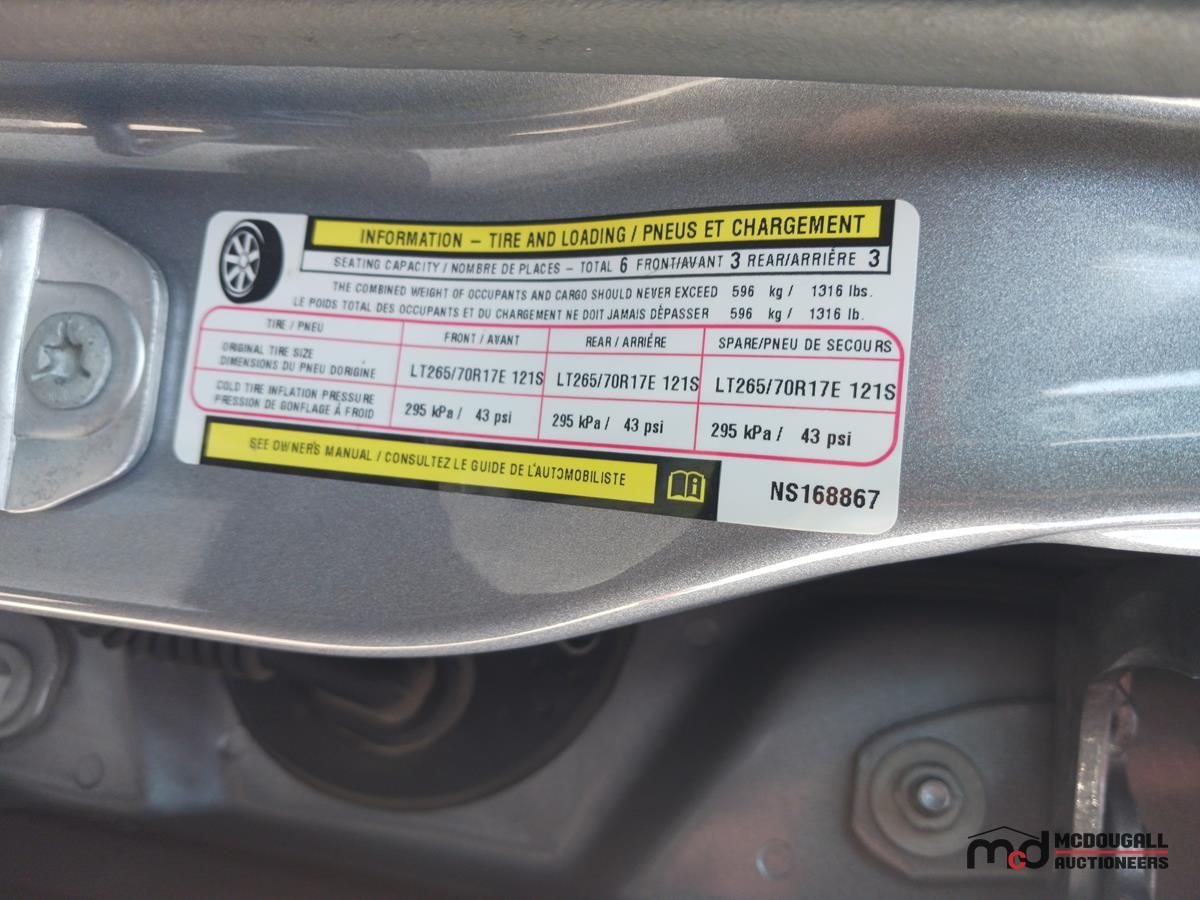 INFORMATION – TIRE AND LOADING / PNEUS ET CHARGEMENT
SEATING CAPACITY / NOMBRE DE PLACES – TOTAL 6 FRONT/AVANT 3 REAR/ARRIÈRE 3
THE COMBINED WEIGHT OF OCCUPANTS AND CARGO SHOULD NEVER EXCEED 596 kg / 1316 lbs.
LE POIDS TOTAL DES OCCUPANTS ET DU CHARGEMENT NE DOIT JAMAIS DÉPASSER 596 kg / 1316 lb.
TIRE / PNEU FRONT / AVANT REAR / ARRIÉRE SPARE/PNEU DE SECOURS
ORIGINAL TIRE SIZE
DIMENSIONS DU PNEU DORIGINE LT265/70R17E 121S LT265/70R17E 121S LT265/70R17E 121S
COLD TIRE INFLATION PRESSURE
PRESSION DE GONFLAGE À FROID 295 kPa / 43 psi 295 kPa / 43 psi 295 kPa / 43 psi
SEE OWNER'S MANUAL / CONSULTEZ LE GUIDE DE L'AUTOMOBILISTE
NS168867
mcd MCDOUGALL
AUCTIONEERS